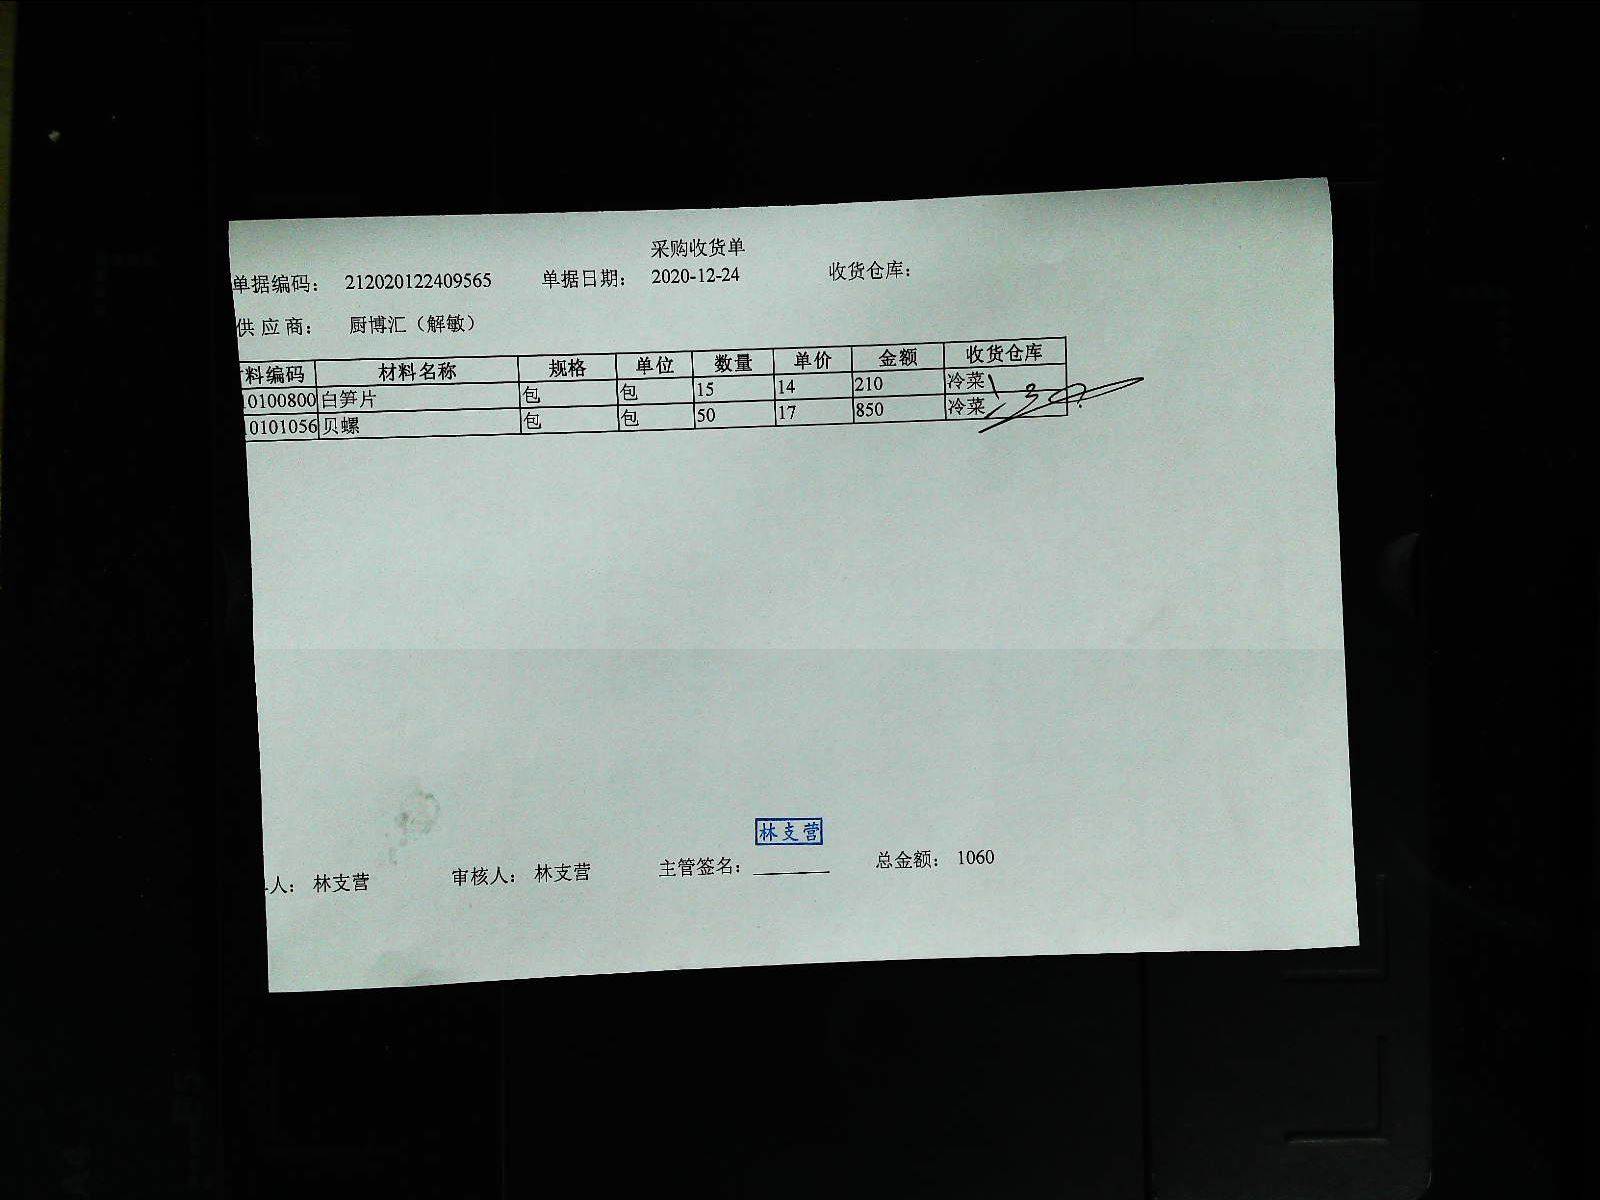 采购收货单
单据编码： 212020122409565 单据日期： 2020-12-24 收货仓库：
供应商： 厨博汇（解敏）
料编码 材料名称 规格 单位 数量 单价 金额 收货仓库
0100800 白笋片 包 包 15 14 210 冷菜
0101056 贝螺 包 包 50 17 850 冷菜
林支营
人： 林支营 审核人： 林支营 主管签名： 总金额： 1060